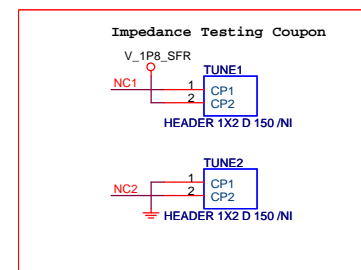 Impedance Testing Coupon
V_1P8_SFR
TUNE1
NC1
1
2
CP1
CP2
HEADER 1X2 D 150 /NI
TUNE2
NC2
1
2
CP1
CP2
HEADER 1X2 D 150 /NI